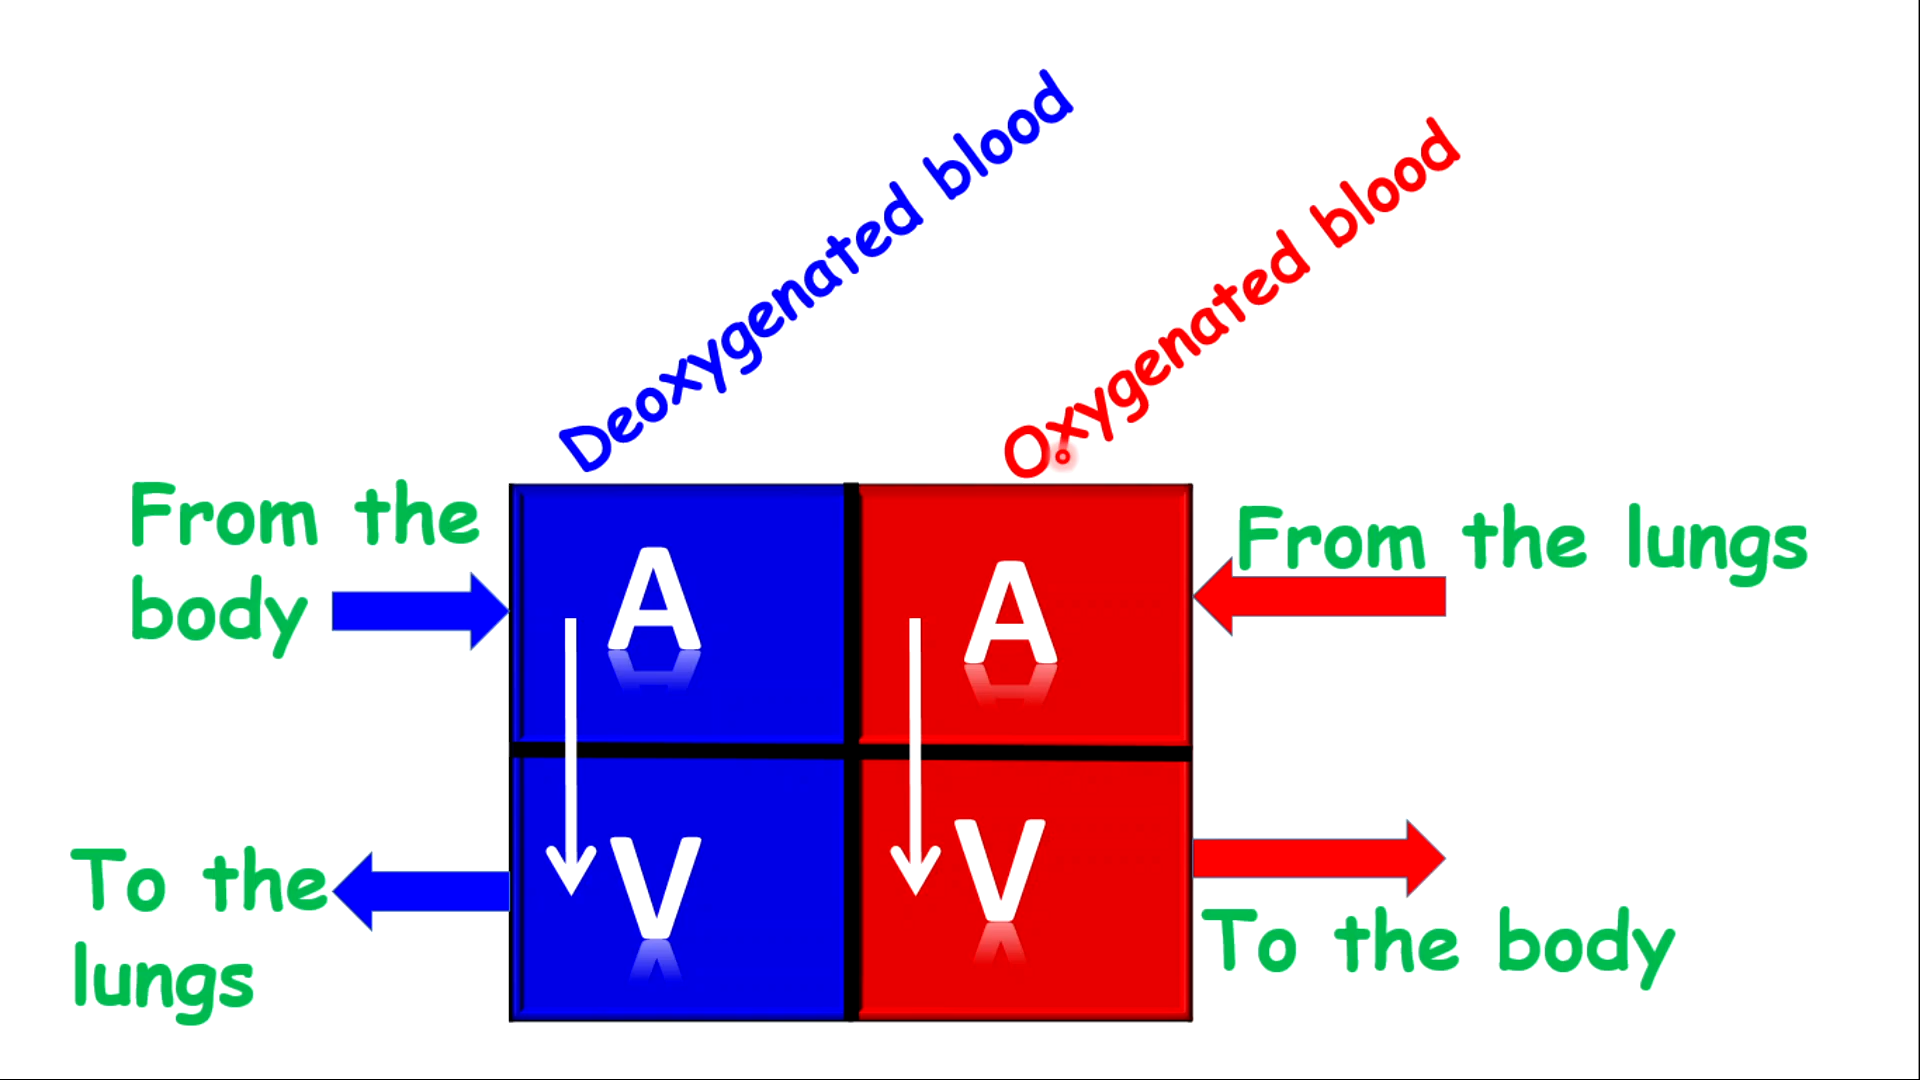 Deoxygenated blood
Oxygenated blood
From the
body
A
A
From the lungs
To the
lungs
V
V
To the body